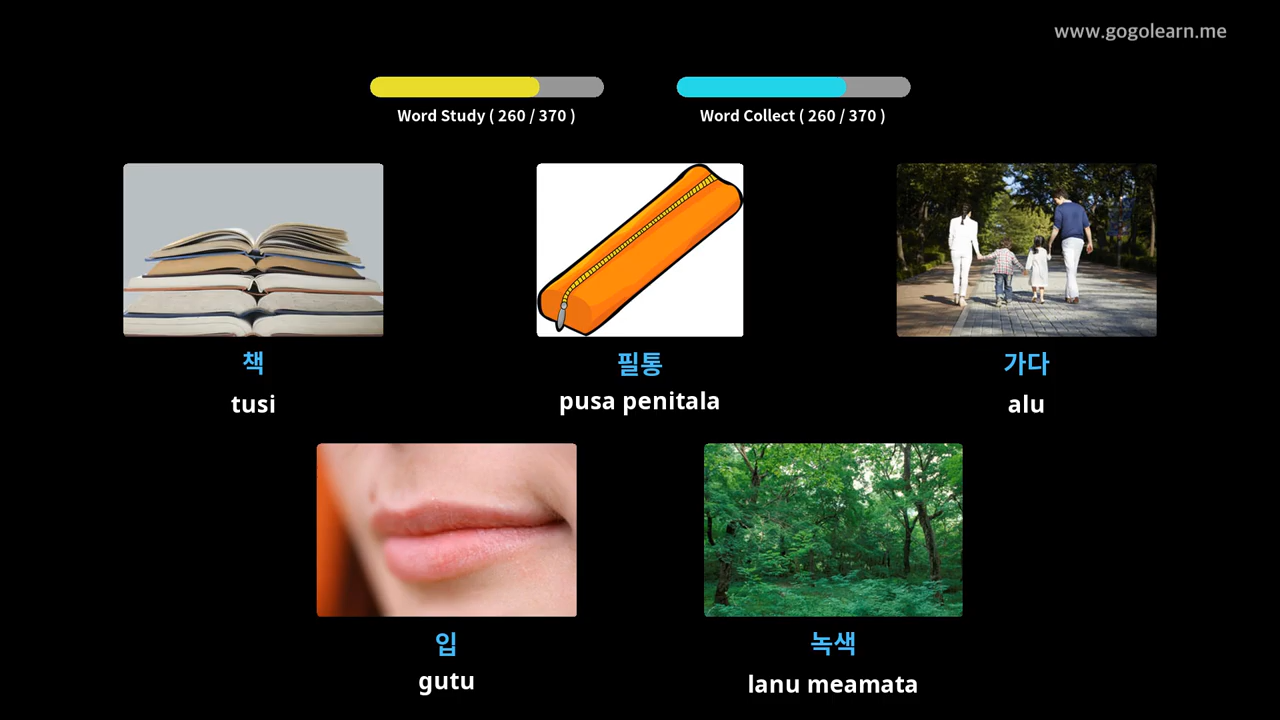 www.gogolearn.me
Word Study ( 260 / 370 )
Word Collect ( 260 / 370 )
책
필통
가다
tusi
pusa penitala
alu
입
녹색
gutu
lanu meamata